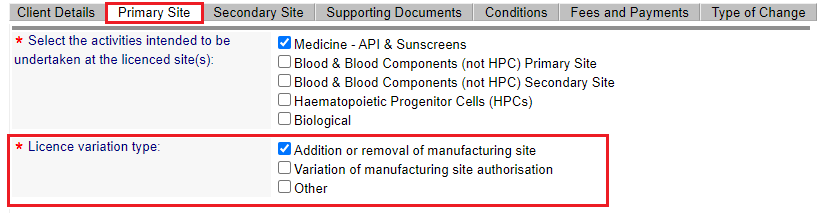 Client Details Primary Site Secondary Site Supporting Documents Conditions Fees and Payments Type of Change
* Select the activities intended to be
undertaken at the licenced site(s):
Medicine - API & Sunscreens
Blood & Blood Components (not HPC) Primary Site
Blood & Blood Components (not HPC) Secondary Site
Haematopoietic Progenitor Cells (HPCs)
Biological
* Licence variation type:
Addition or removal of manufacturing site
Variation of manufacturing site authorisation
Other